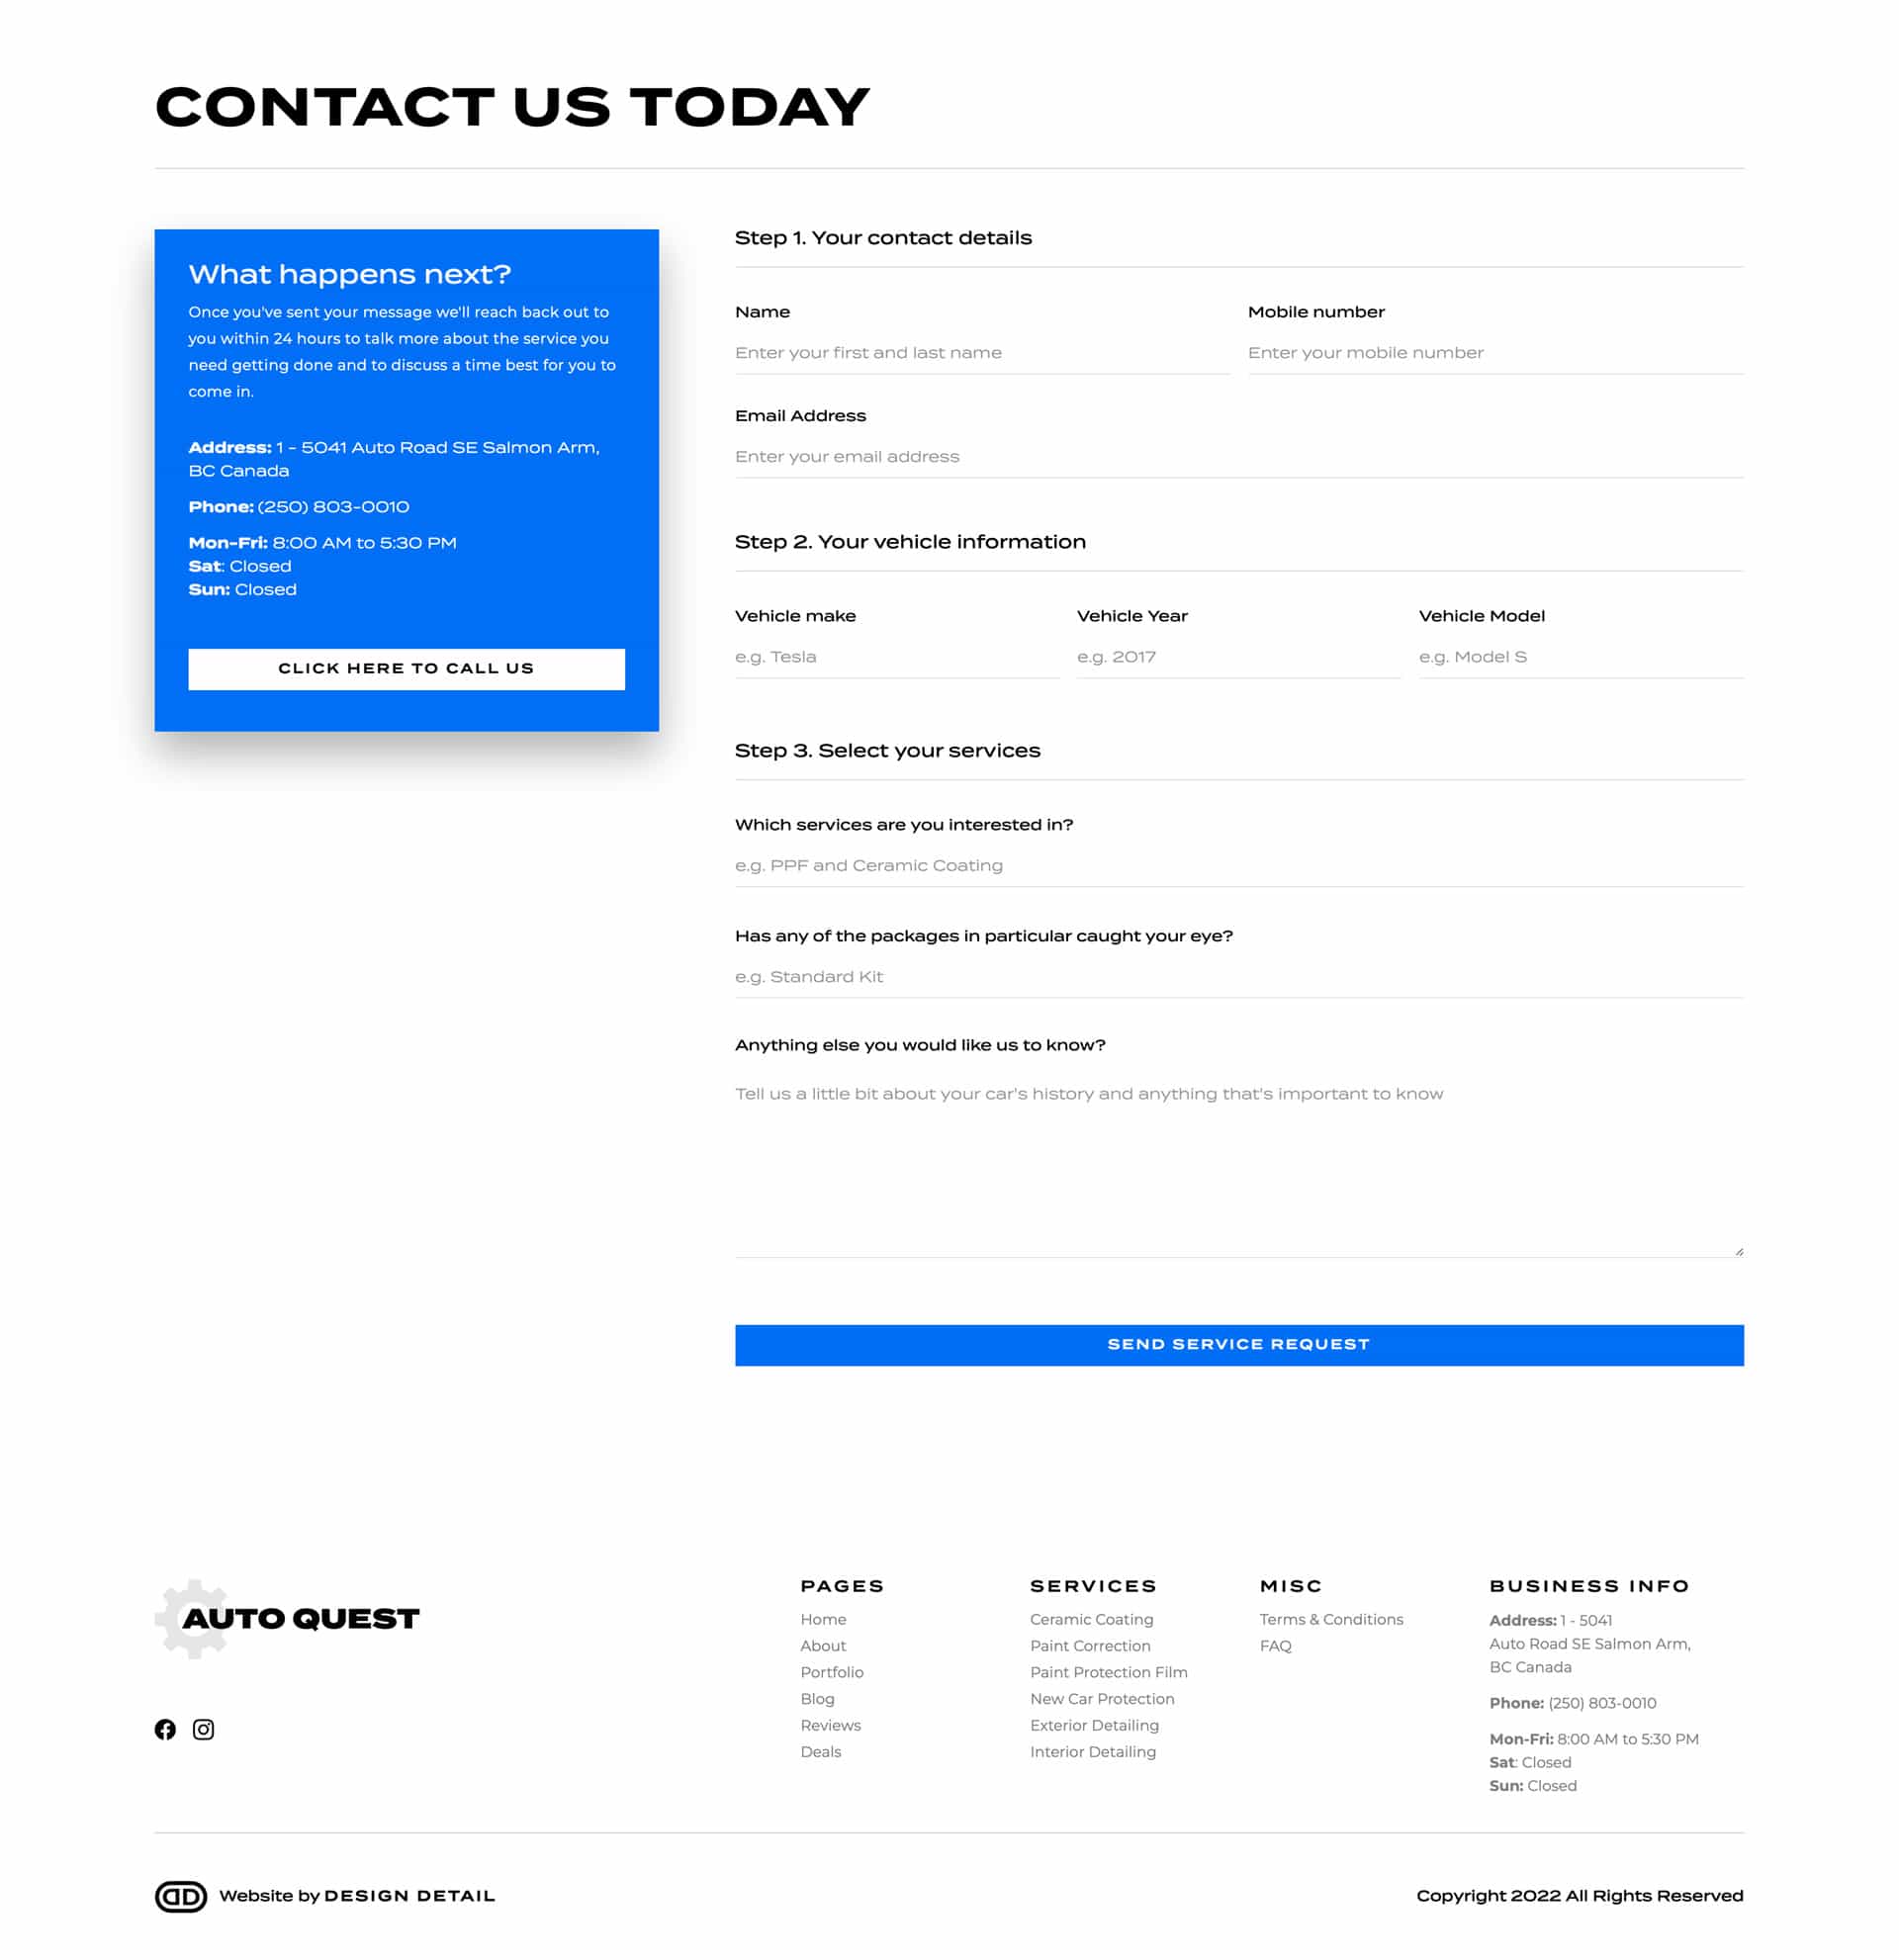 CONTACT US TODAY
What happens next?
Once you've sent your message we'll reach back out to
you within 24 hours to talk more about the service you
need getting done and to discuss a time best for you to
come in.
Address: 1 - 5041 Auto Road SE Salmon Arm,
BC Canada
Phone: (250) 803-0010
Mon-Fri: 8:00 AM to 5:30 PM
Sat: Closed
Sun: Closed
CLICK HERE TO CALL US
Step 1. Your contact details
Name
Mobile number
Enter your first and last name
Enter your mobile number
Email Address
Enter your email address
Step 2. Your vehicle information
Vehicle make
Vehicle Year
Vehicle Model
e.g. Tesla
e.g. 2017
e.g. Model S
Step 3. Select your services
Which services are you interested in?
e.g. PPF and Ceramic Coating
Has any of the packages in particular caught your eye?
e.g. Standard Kit
Anything else you would like us to know?
Tell us a little bit about your car's history and anything that's important to know
SEND SERVICE REQUEST
AUTO QUEST
PAGES
Home
About
Portfolio
Blog
Reviews
Deals
SERVICES
Ceramic Coating
Paint Correction
Paint Protection Film
New Car Protection
Exterior Detailing
Interior Detailing
MISC
Terms & Conditions
FAQ
BUSINESS INFO
Address: 1 - 5041
Auto Road SE Salmon Arm,
BC Canada
Phone: (250) 803-0010
Mon-Fri: 8:00 AM to 5:30 PM
Sat: Closed
Sun: Closed
DD Website by DESIGN DETAIL
Copyright 2022 All Rights Reserved